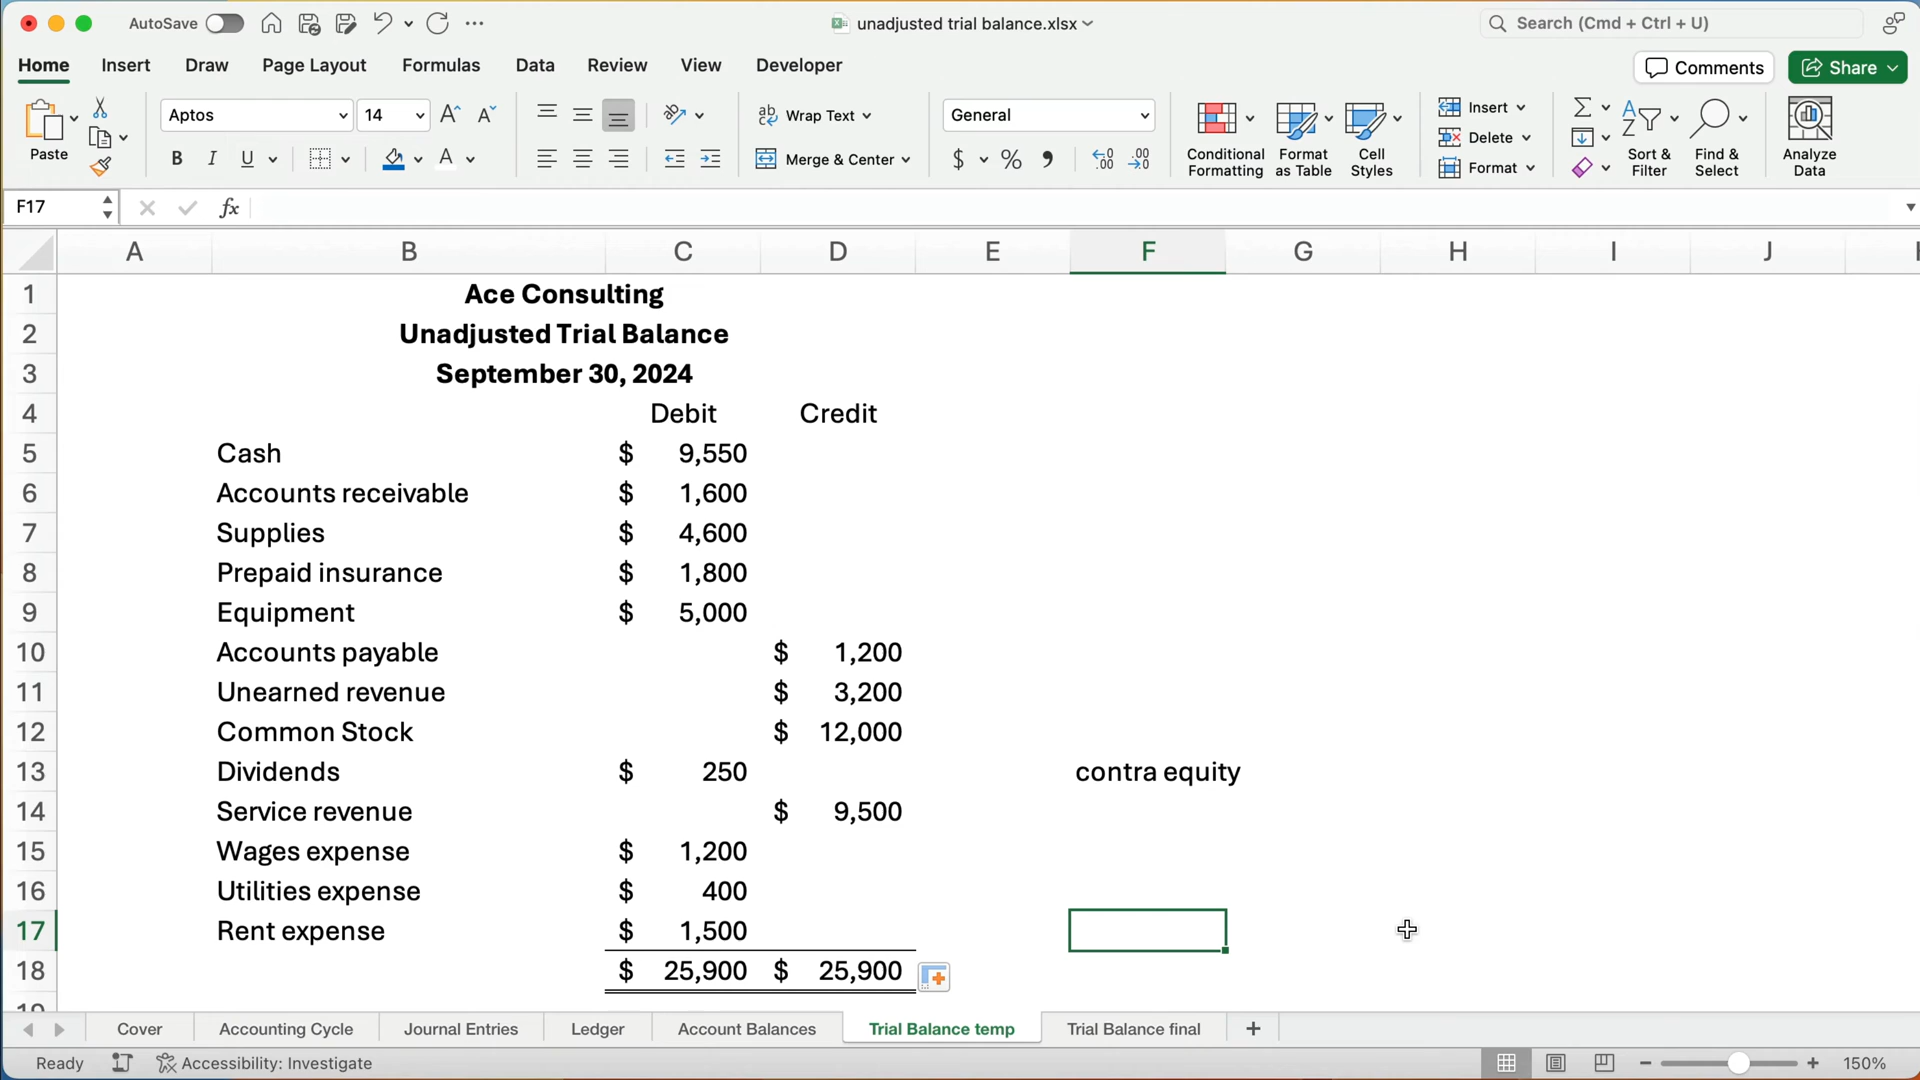 AutoSave
unadjusted trial balance.xlsx
Search (Cmd + Ctrl + U)
Home Insert Draw Page Layout Formulas Data Review View Developer
Comments
Share
Paste
Aptos 14
Wrap Text
Merge & Center
General
Conditional Formatting
Format as Table
Cell Styles
Insert
Delete
Format
Sort & Filter
Find & Select
Analyze Data
F17 fx
A B C D E F G H I J
1 Ace Consulting
2 Unadjusted Trial Balance
3 September 30, 2024
4 Debit Credit
5 Cash $ 9,550
6 Accounts receivable $ 1,600
7 Supplies $ 4,600
8 Prepaid insurance $ 1,800
9 Equipment $ 5,000
10 Accounts payable $ 1,200
11 Unearned revenue $ 3,200
12 Common Stock $ 12,000
13 Dividends $ 250 contra equity
14 Service revenue $ 9,500
15 Wages expense $ 1,200
16 Utilities expense $ 400
17 Rent expense $ 1,500
18 $ 25,900 $ 25,900
Cover Accounting Cycle Journal Entries Ledger Account Balances Trial Balance temp Trial Balance final
Ready Accessibility: Investigate 150%